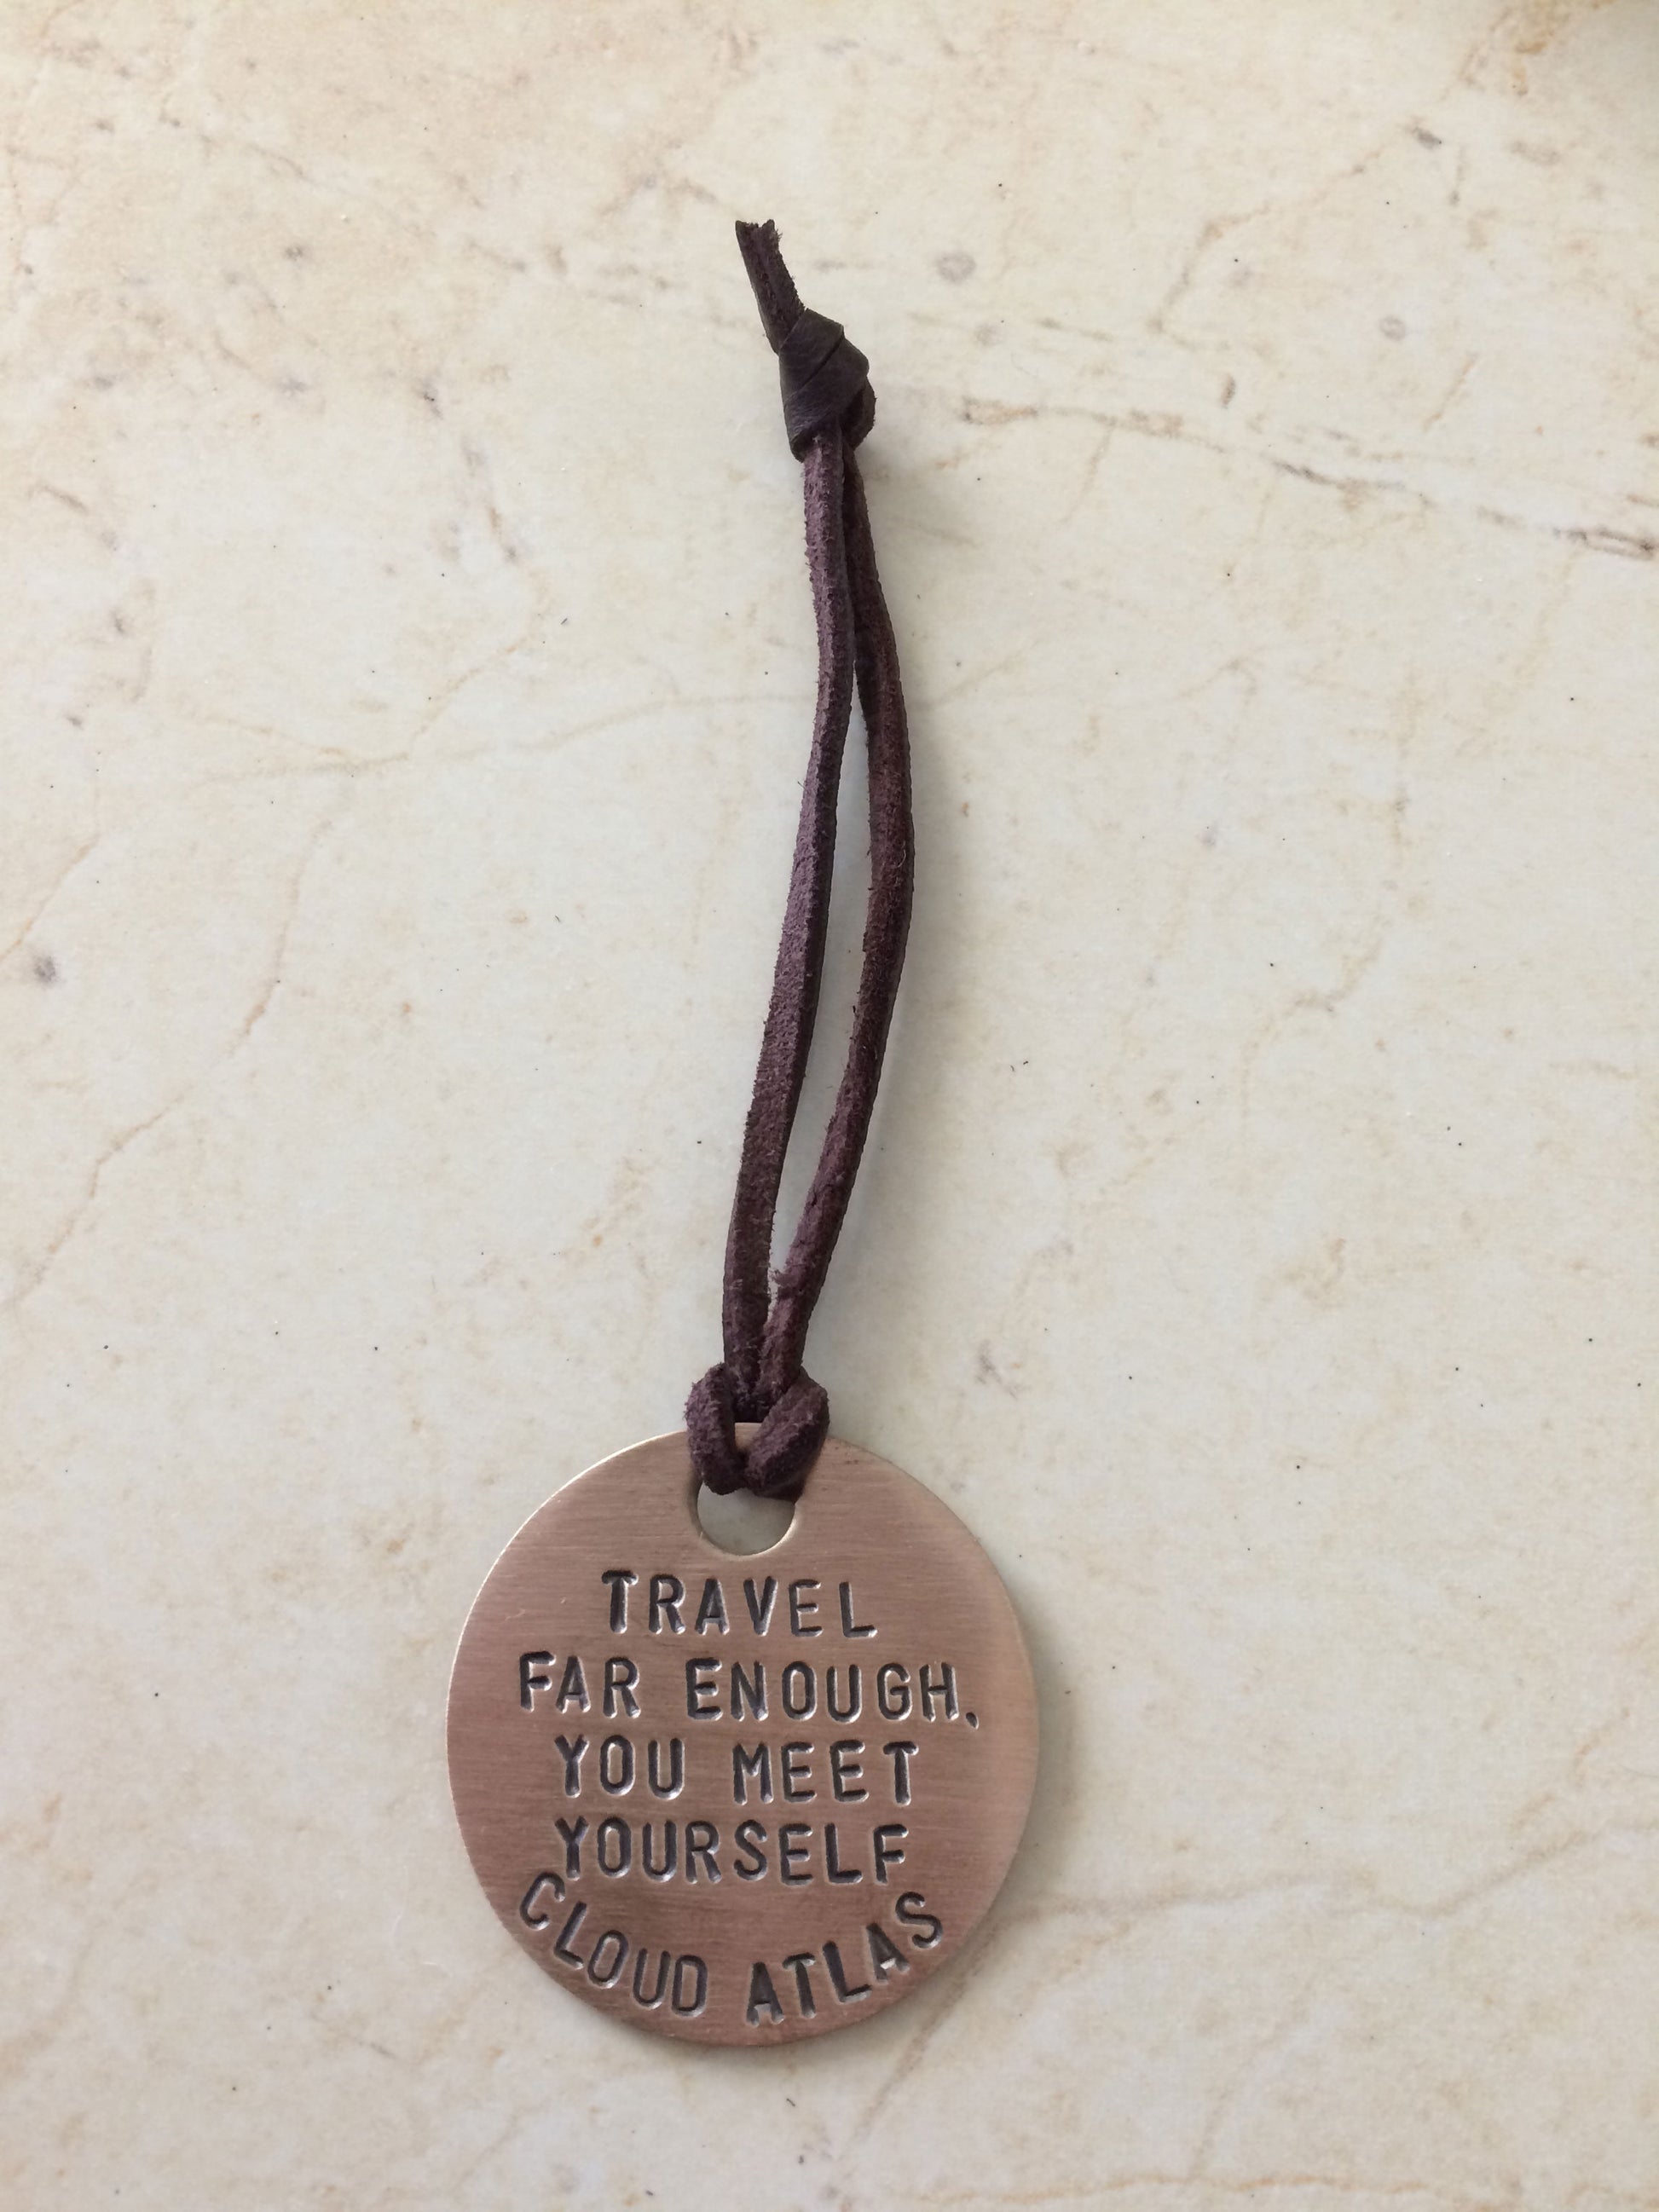 TRAVEL
FAR ENOUGH,
YOU MEET
YOURSELF
CLOUD ATLAS